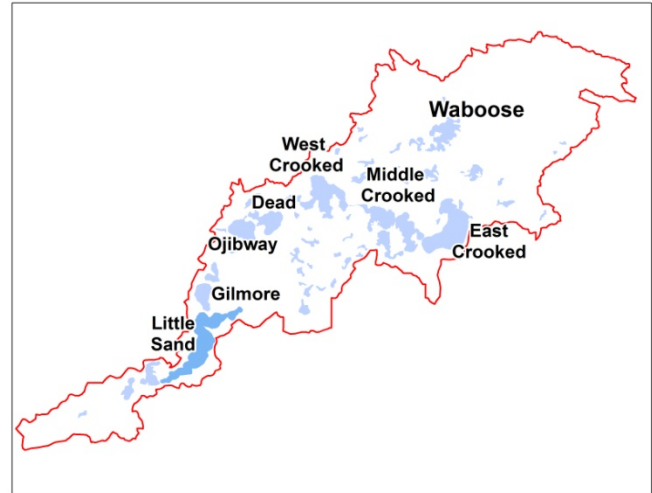 Waboose
West
Crooked
Middle
Crooked
Dead
East
Crooked
Ojibway
Gilmore
Little
Sand